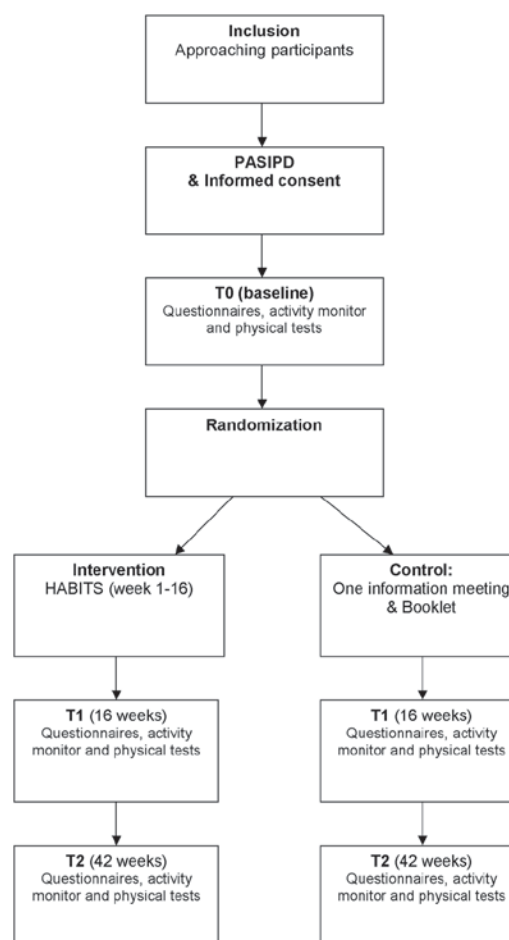 Inclusion
Approaching participants
PASIPD
& Informed consent
T0 (baseline)
Questionnaires, activity monitor
and physical tests
Randomization
Intervention
HABITS (week 1-16)
Control:
One information meeting
& Booklet
T1 (16 weeks)
Questionnaires, activity
monitor and physical tests
T1 (16 weeks)
Questionnaires, activity
monitor and physical tests
T2 (42 weeks)
Questionnaires, activity
monitor and physical tests
T2 (42 weeks)
Questionnaires, activity
monitor and physical tests